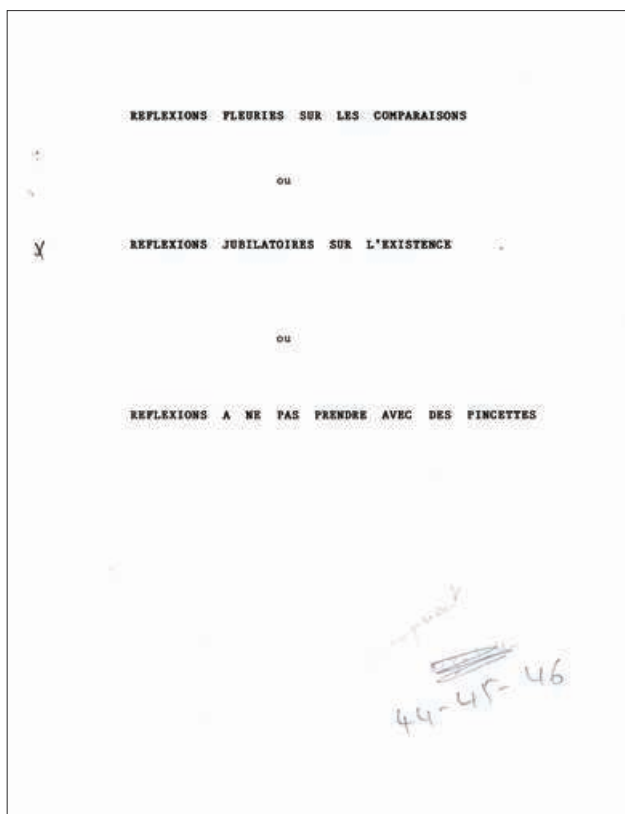 REFLEXIONS FLEURIES SUR LES COMPARAISONS
ou
X REFLEXIONS JUBILATOIRES SUR L'EXISTENCE
ou
REFLEXIONS A NE PAS PRENDRE AVEC DES PINCETTES
44-45-46